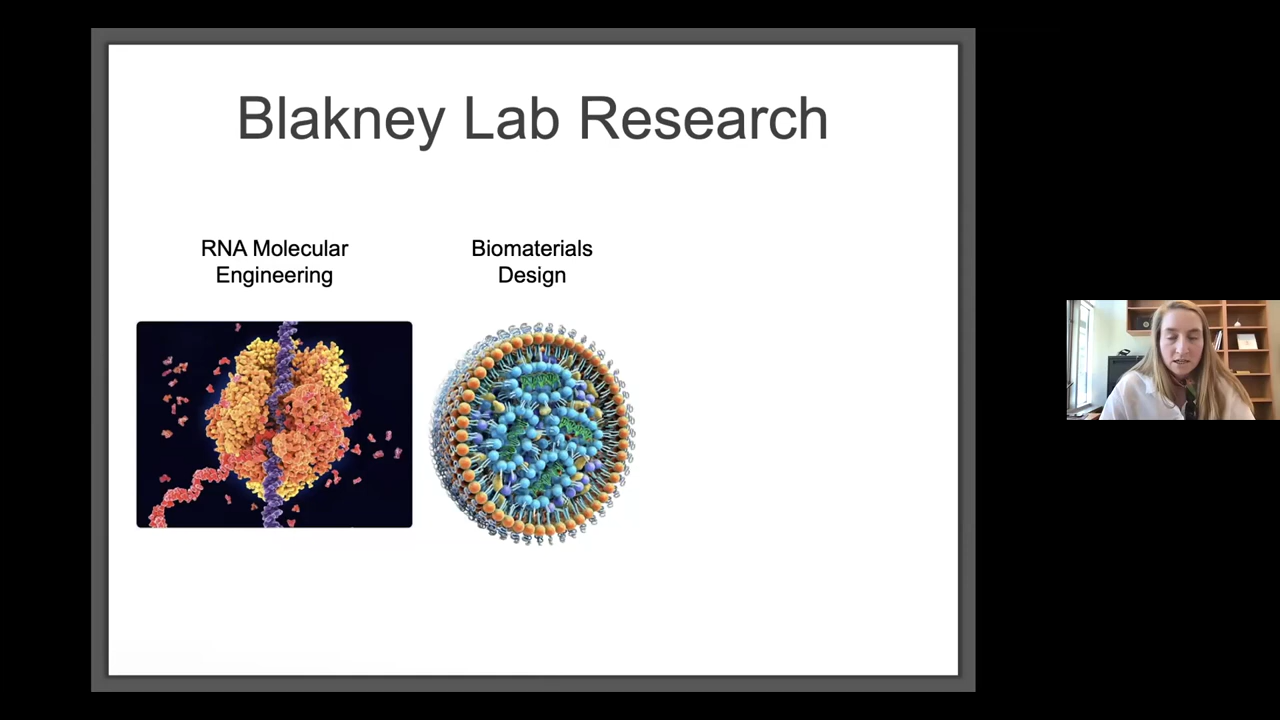 Blakney Lab Research
RNA Molecular
Engineering
Biomaterials
Design